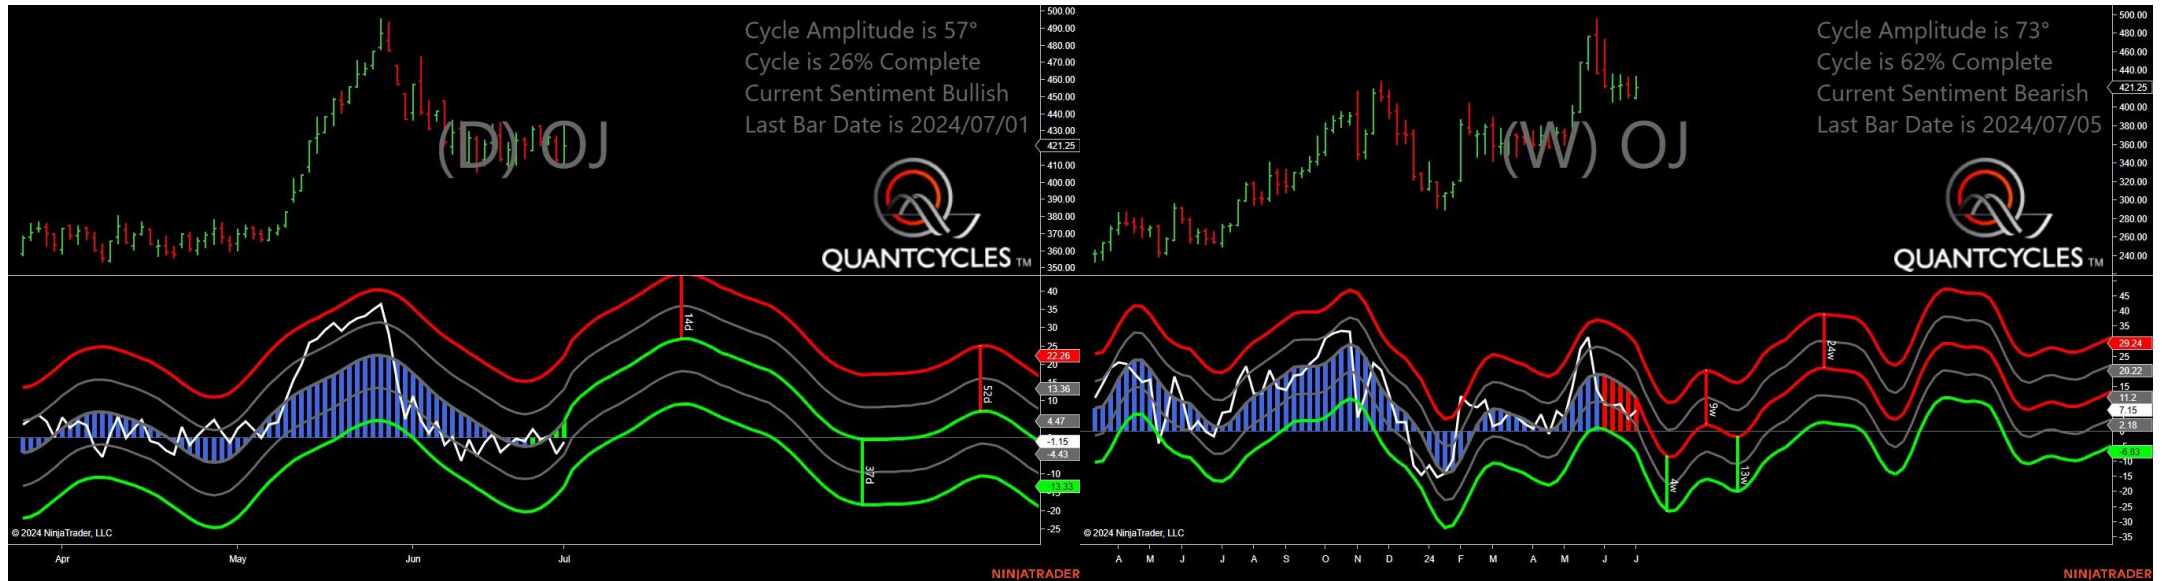 Cycle Amplitude is 57°
Cycle is 26% Complete
Current Sentiment Bullish
Last Bar Date is 2024/07/01
(D) OJ
QUANTCYCLES TM
500.00
480.00
470.00
460.00
450.00
440.00
430.00
421.25
410.00
400.00
390.00
380.00
370.00
360.00
350.00
14d
37d
52d
40
35
30
25
22.26
20
15
13.36
10
4.47
-1.15
-4.43
-10
-13.33
-20
-25
© 2024 NinjaTrader, LLC
Apr May Jun Jul
NINJATRADER
Cycle Amplitude is 73°
Cycle is 62% Complete
Current Sentiment Bearish
Last Bar Date is 2024/07/05
(W) OJ
QUANTCYCLES TM
500.00
480.00
460.00
440.00
421.25
400.00
380.00
360.00
340.00
320.00
300.00
280.00
260.00
240.00
4w
9w
13w
24w
45
40
35
29.24
25
20.22
15
11.2
7.15
2.18
-6.83
-10
-15
-20
-25
-30
-35
© 2024 NinjaTrader, LLC
A M J J A S O N D 24 F M A M J J
NINJATRADER